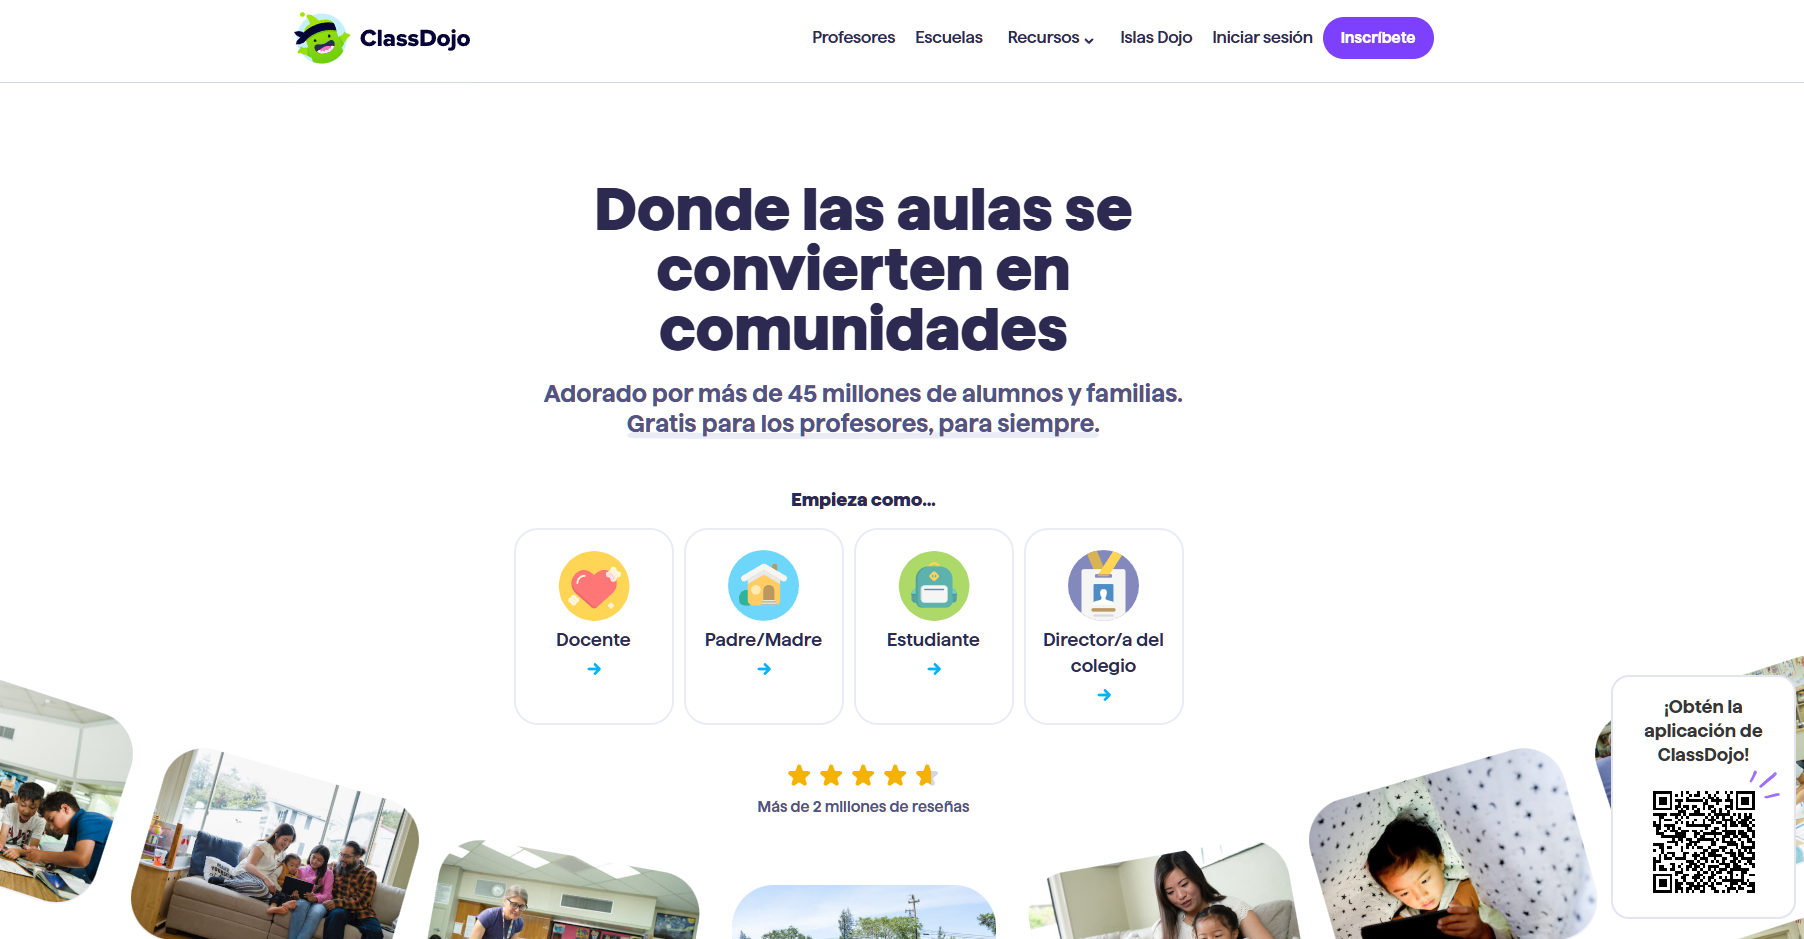 ClassDojo
Profesores
Escuelas
Recursos
Islas Dojo
Iniciar sesión
Inscríbete
Donde las aulas se
convierten en
comunidades
Adorado por más de 45 millones de alumnos y familias.
Gratis para los profesores, para siempre.
Empieza como...
Docente
Padre/Madre
Estudiante
Director/a del
colegio
Más de 2 millones de reseñas
¡Obtén la
aplicación de
ClassDojo!